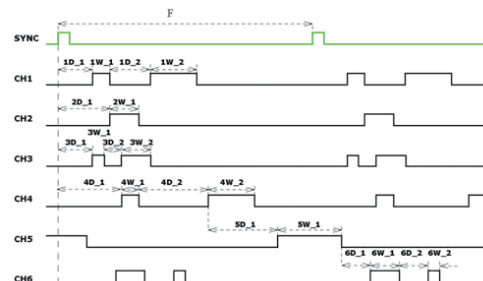 F
SYNC
1D_1 1W_1 1D_2 1W_2
CH1
2D_1 2W_1
CH2
3W_1
3D_1 3D_2 3W_2
CH3
4D_1 4W_1 4D_2 4W_2
CH4
5D_1 5W_1
CH5
6D_1 6W_1 6D_2 6W_2
CH6